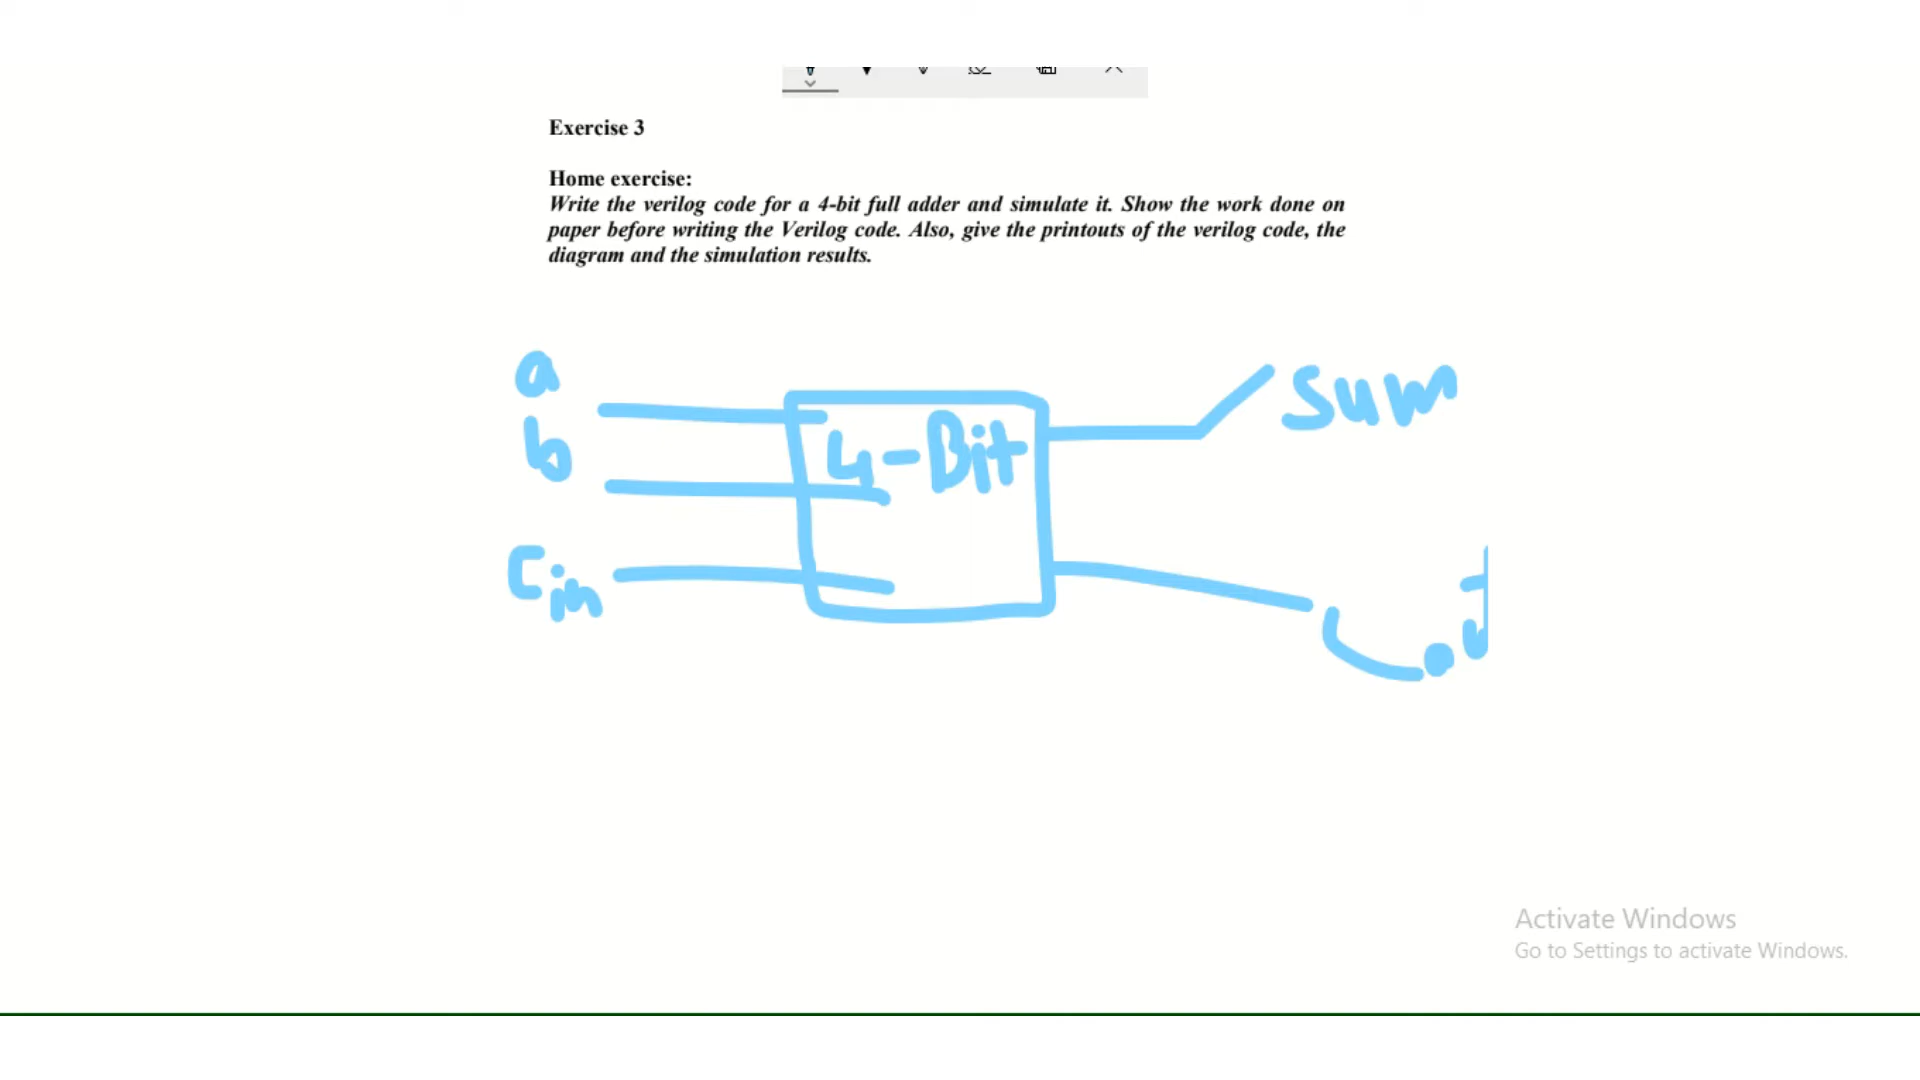 Exercise 3
Home exercise:
Write the verilog code for a 4-bit full adder and simulate it. Show the work done on
paper before writing the Verilog code. Also, give the printouts of the verilog code, the
diagram and the simulation results.
a
sum
b
4-Bit
Cin
Cout
Activate Windows
Go to Settings to activate Windows.